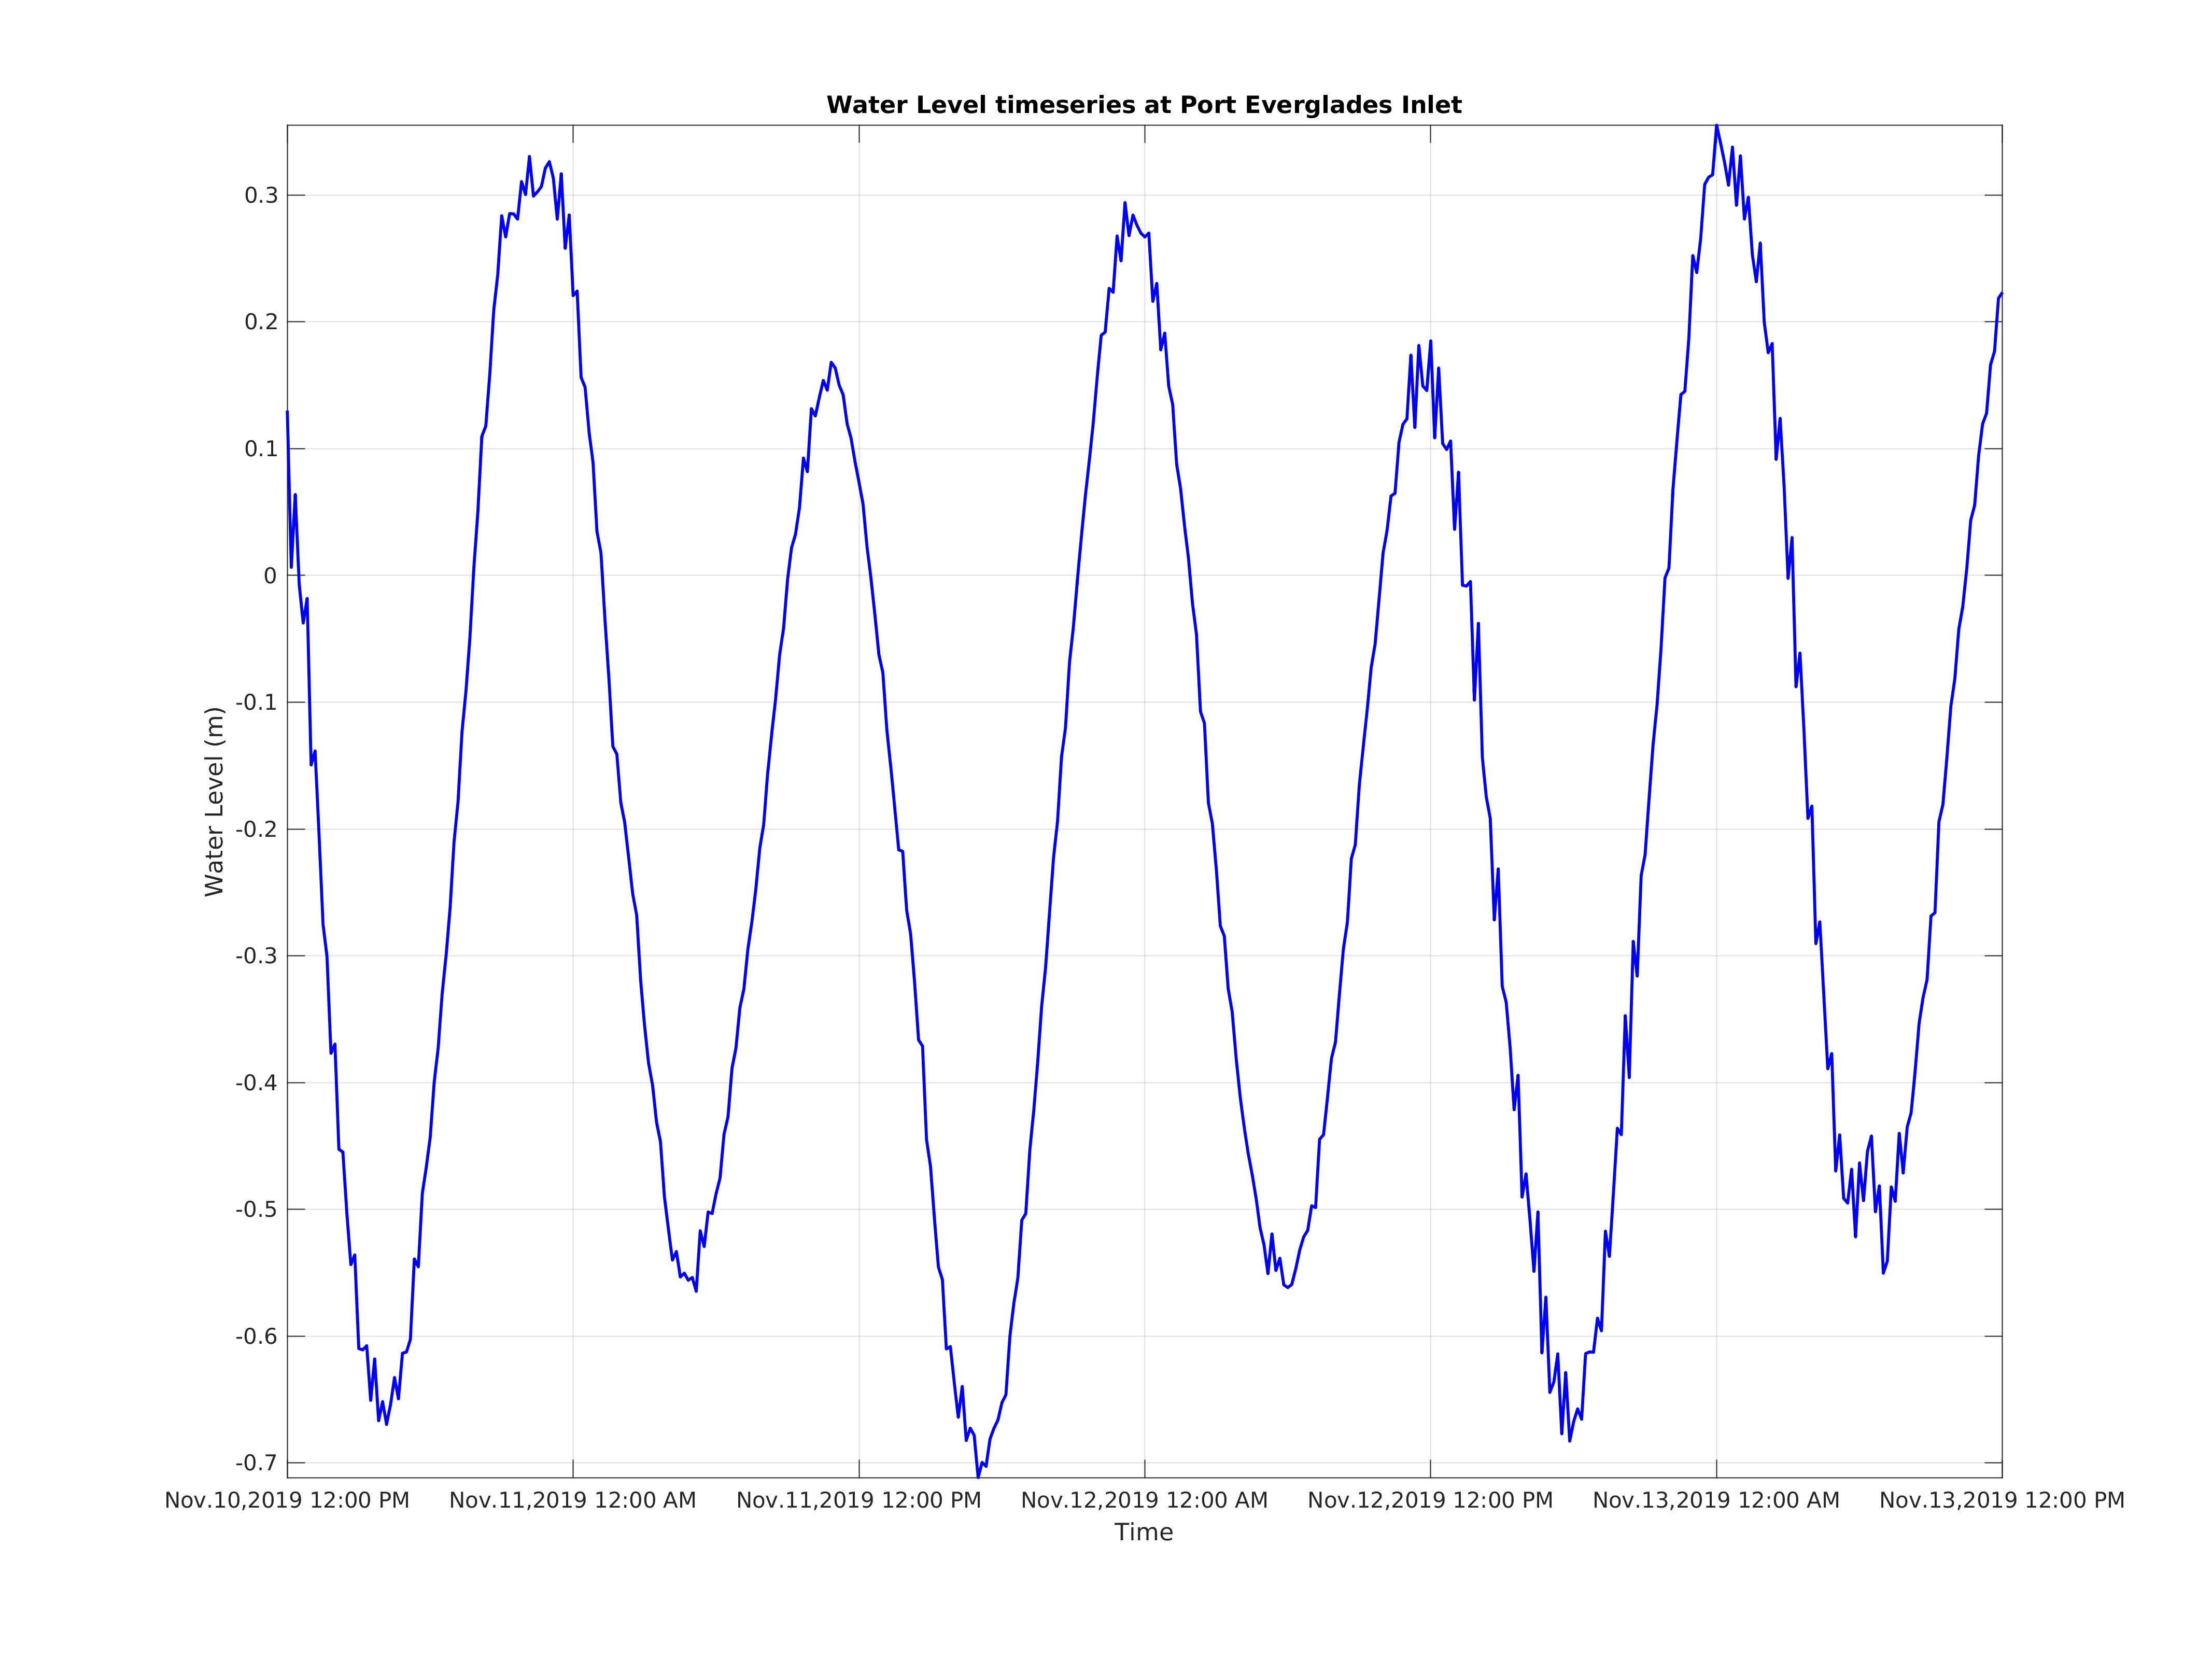 Water Level timeseries at Port Everglades Inlet
0.3
0.2
0.1
0
-0.1
-0.2
-0.3
-0.4
-0.5
-0.6
-0.7
Water Level (m)
Nov.10,2019 12:00 PM
Nov.11,2019 12:00 AM
Nov.11,2019 12:00 PM
Nov.12,2019 12:00 AM
Nov.12,2019 12:00 PM
Nov.13,2019 12:00 AM
Nov.13,2019 12:00 PM
Time